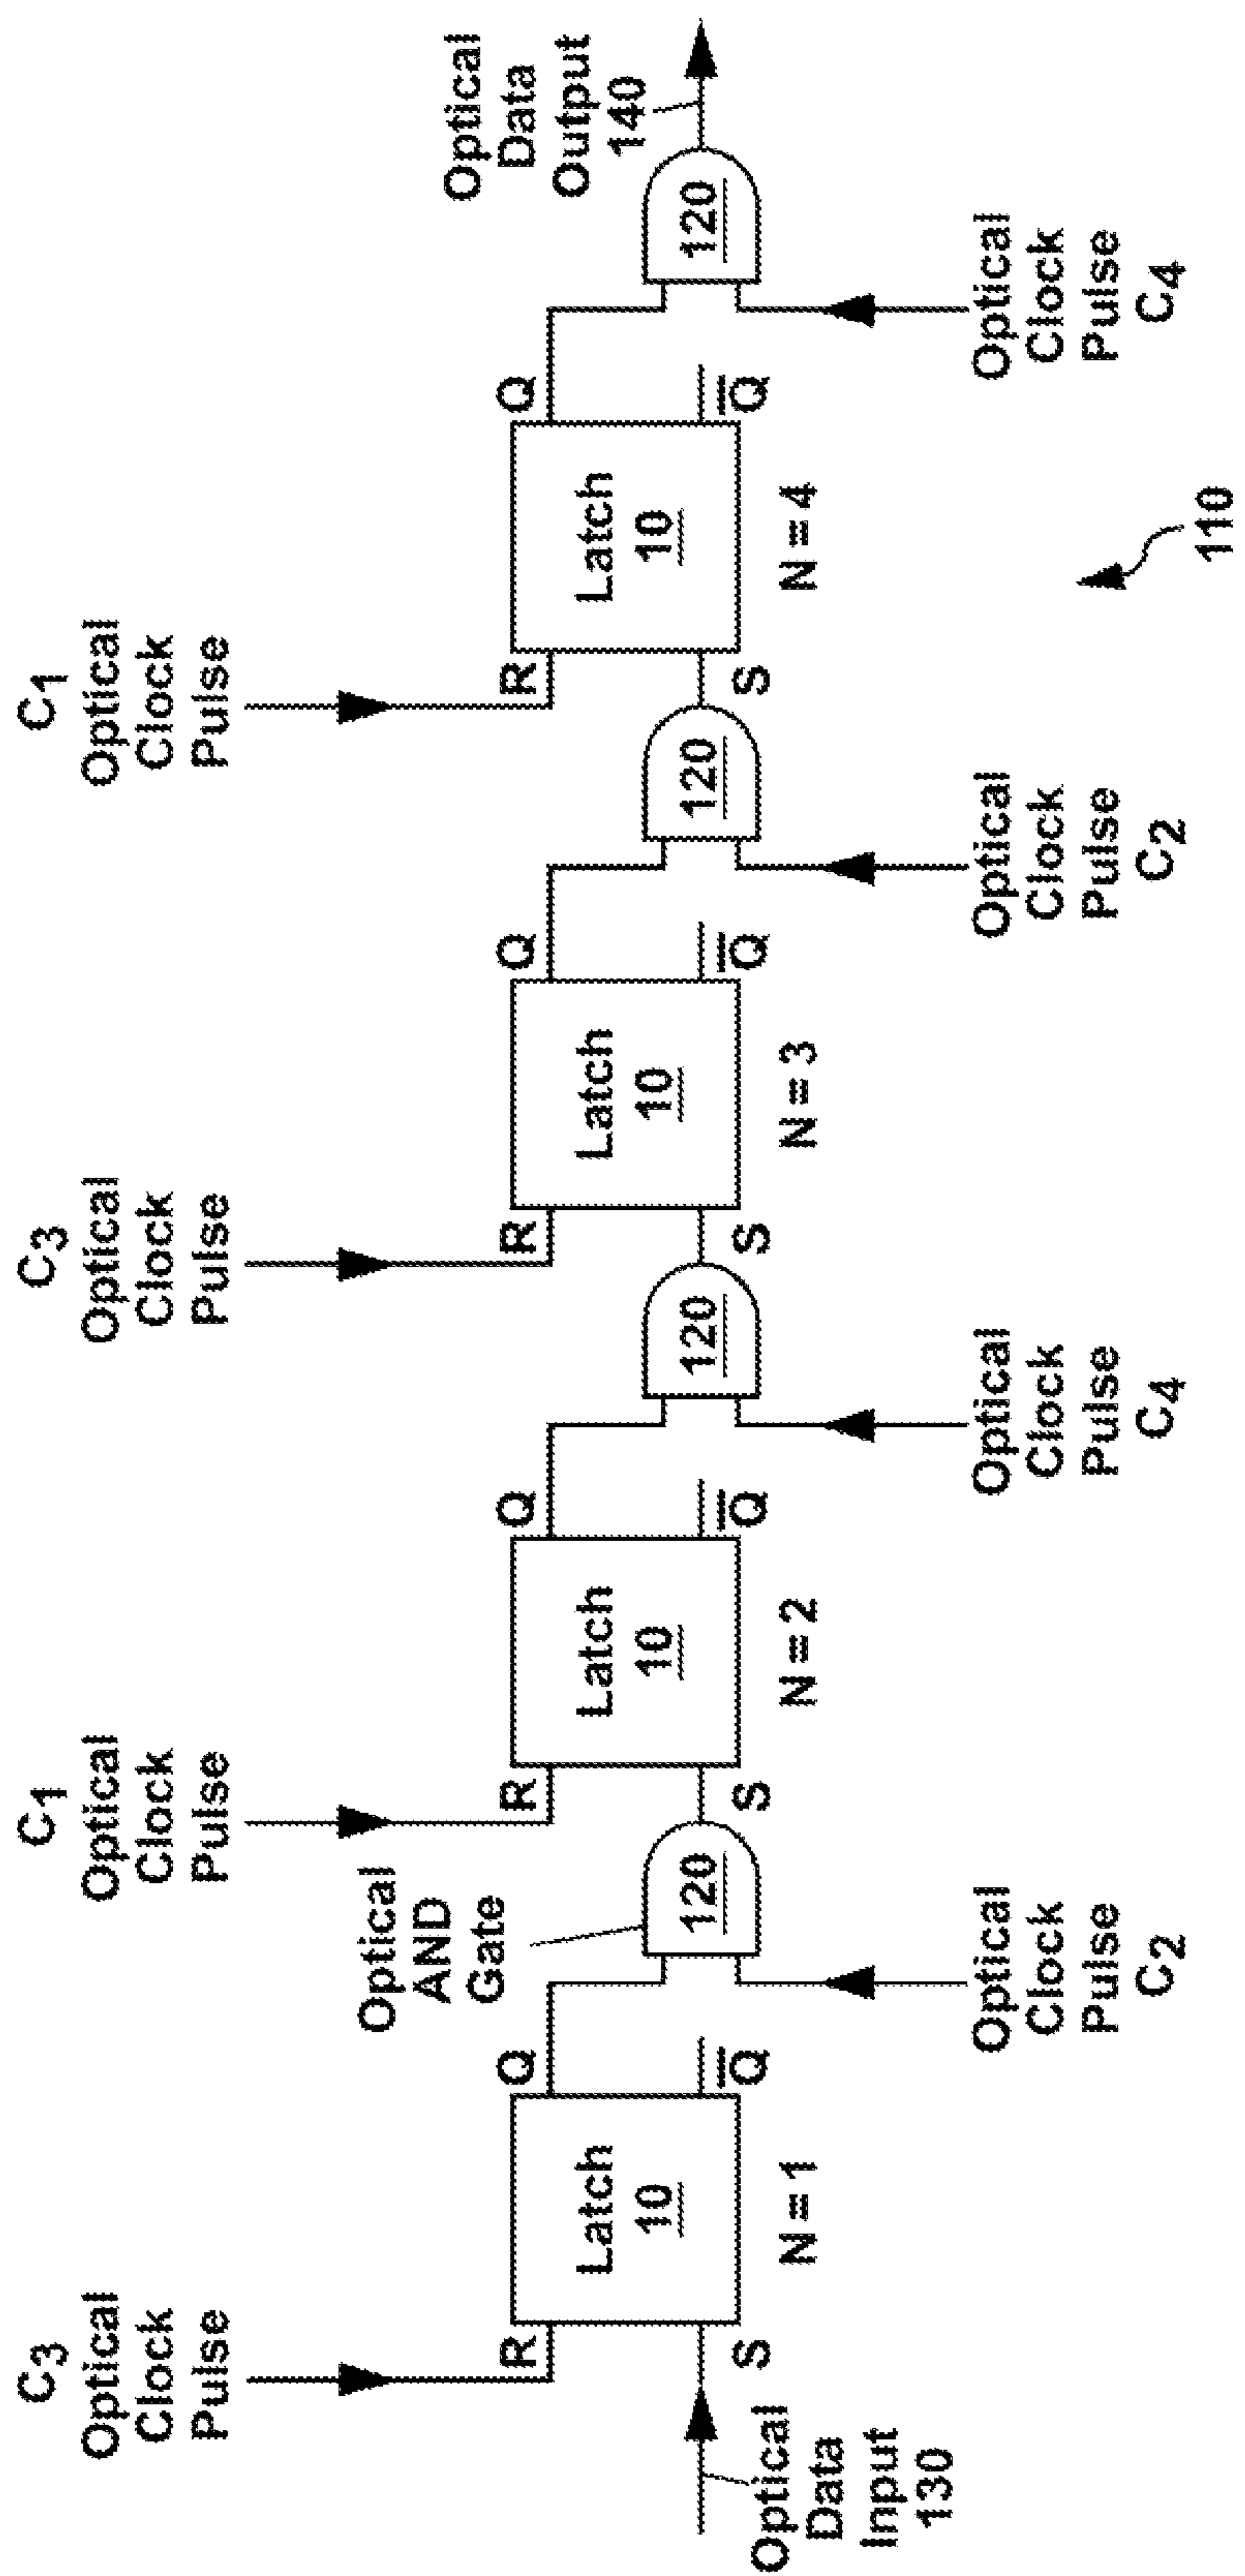 C3
Optical
Clock
Pulse
C1
Optical
Clock
Pulse
C3
Optical
Clock
Pulse
C1
Optical
Clock
Pulse
Optical
AND
Gate
Optical
Data
Output
140
R
Q
R
Q
R
Q
R
Q
Latch
10
Latch
10
Latch
10
Latch
10
120
120
120
120
S
Q̅
S
Q̅
S
Q̅
S
Q̅
N = 1
N = 2
N = 3
N = 4
Optical
Data
Input
130
Optical
Clock
Pulse
C2
Optical
Clock
Pulse
C4
Optical
Clock
Pulse
C2
Optical
Clock
Pulse
C4
110